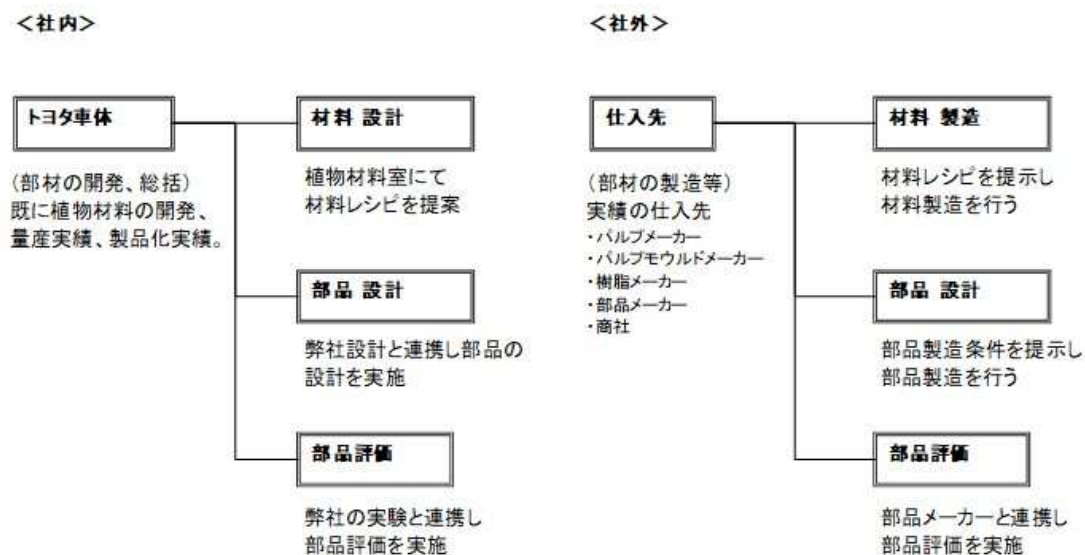 ＜社内＞
トヨタ車体
（部材の開発、総括）
既に植物材料の開発、
量産実績、製品化実績。
材料 設計
植物材料室にて
材料レシピを提案
部品 設計
弊社設計と連携し部品の
設計を実施
部品評価
弊社の実験と連携し
部品評価を実施
＜社外＞
仕入先
（部材の製造等）
実績の仕入先
・パルプメーカー
・パルプモウルドメーカー
・樹脂メーカー
・部品メーカー
・商社
材料 製造
材料レシピを提示し
材料製造を行う
部品 設計
部品製造条件を提示し
部品製造を行う
部品評価
部品メーカーと連携し
部品評価を実施